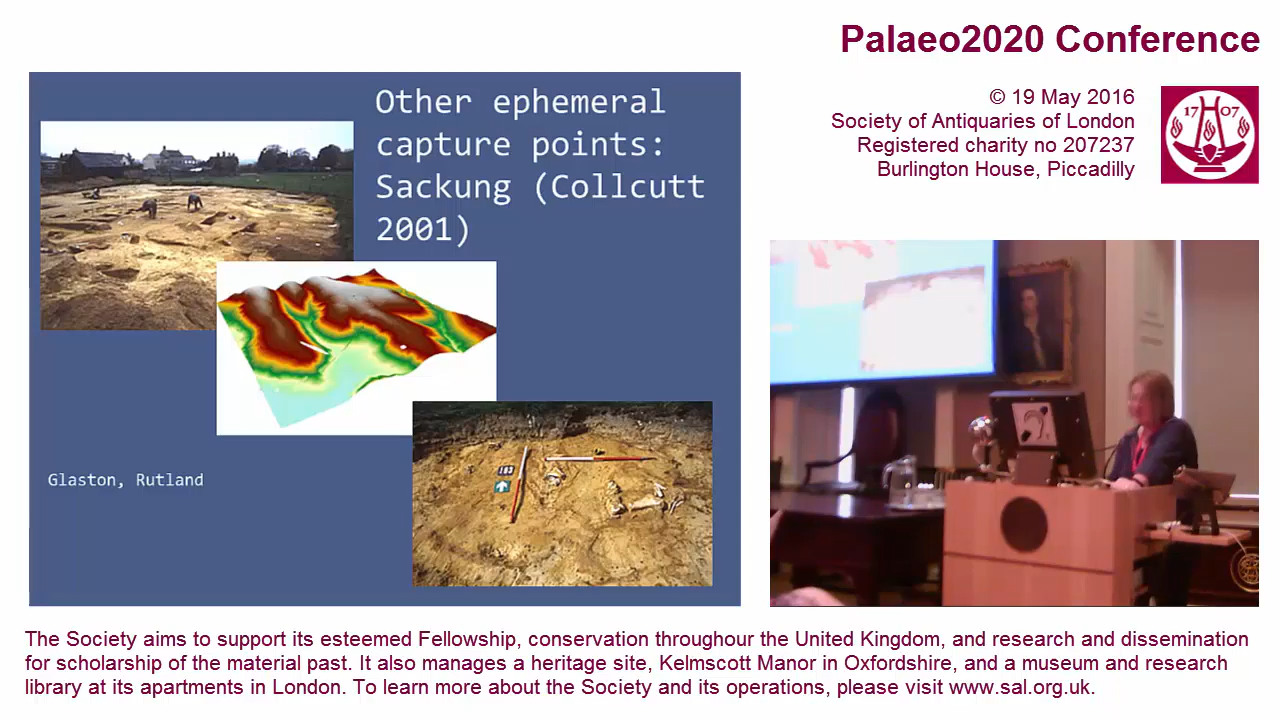 Palaeo2020 Conference
© 19 May 2016
Society of Antiquaries of London
Registered charity no 207237
Burlington House, Piccadilly
17 07
Other ephemeral
capture points:
Sackung (Collcutt
2001)
Glaston, Rutland
183
The Society aims to support its esteemed Fellowship, conservation throughour the United Kingdom, and research and dissemination
for scholarship of the material past. It also manages a heritage site, Kelmscott Manor in Oxfordshire, and a museum and research
library at its apartments in London. To learn more about the Society and its operations, please visit www.sal.org.uk.